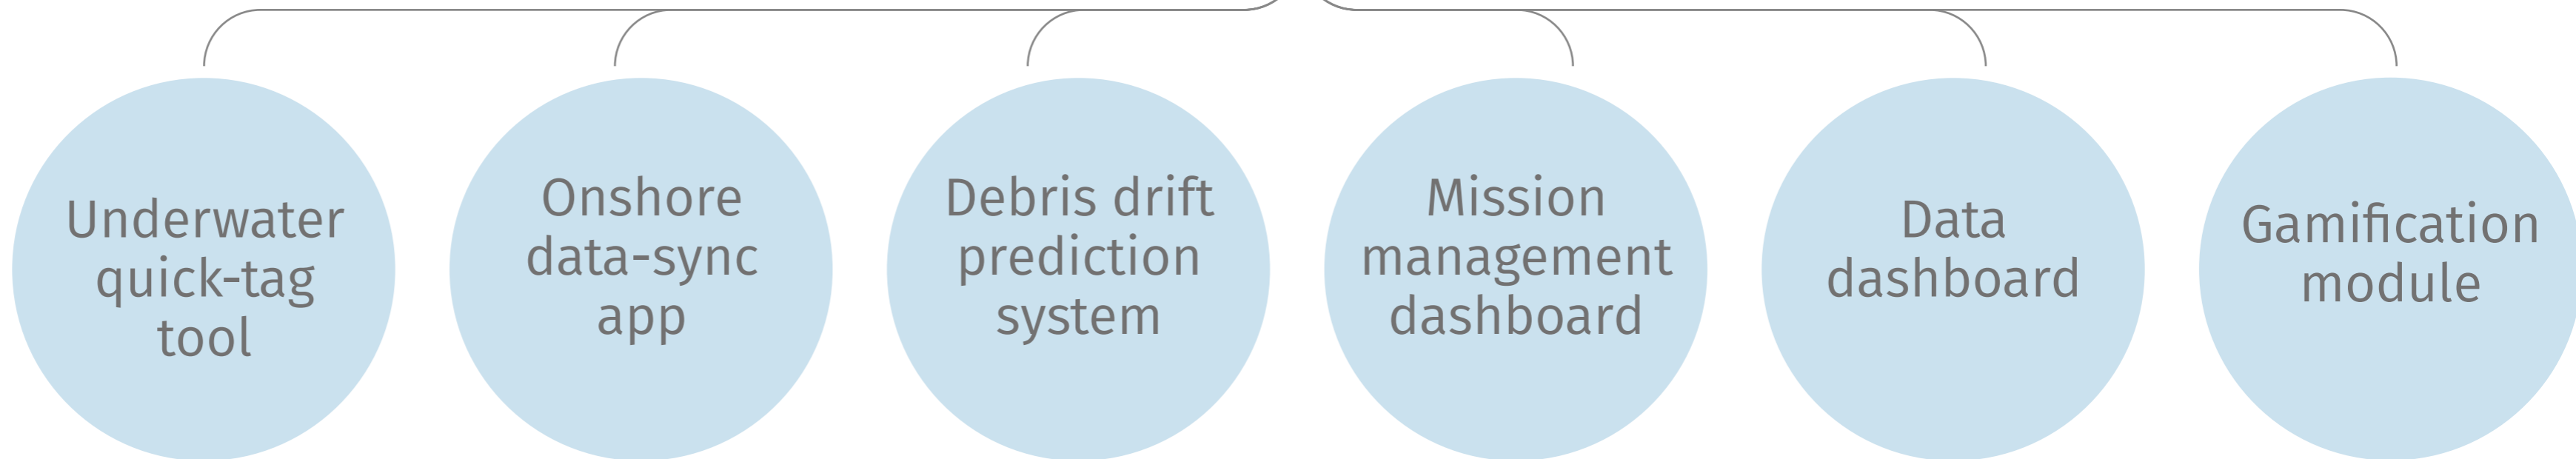 Underwater
quick-tag
tool
Onshore
data-sync
app
Debris drift
prediction
system
Mission
management
dashboard
Data
dashboard
Gamification
module